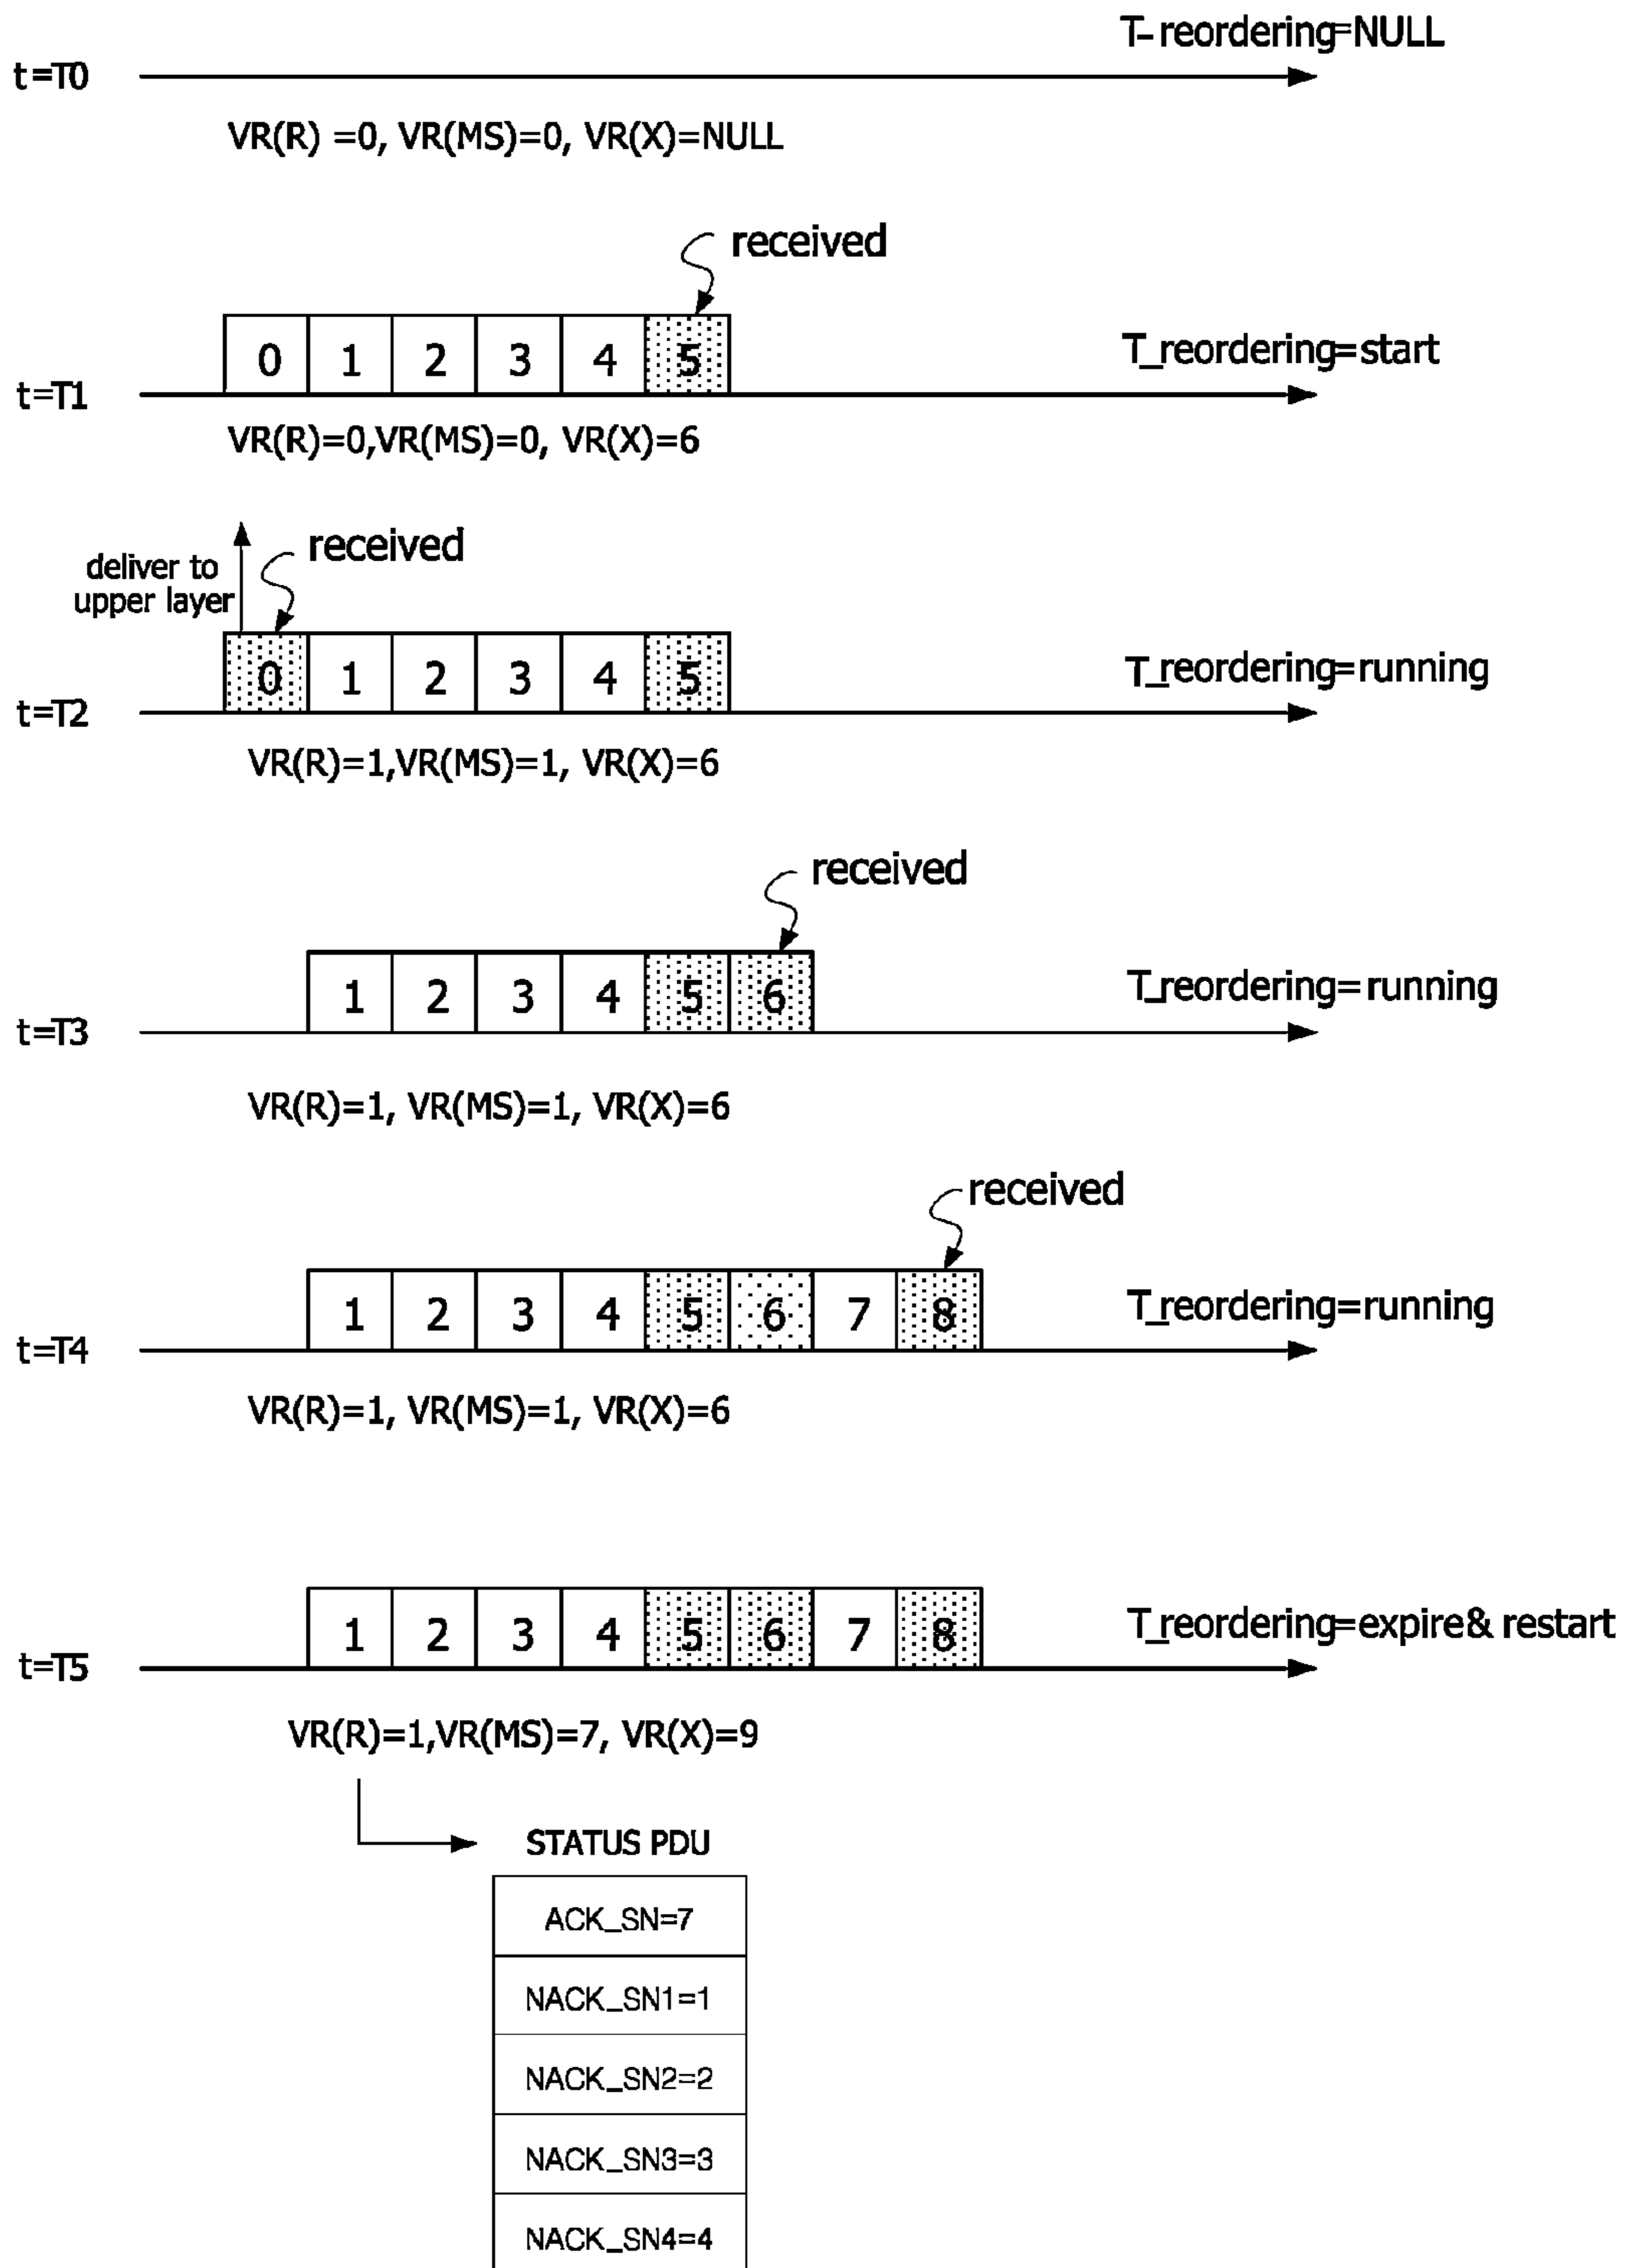 T-reordering=NULL
t=T0
VR(R) =0, VR(MS)=0, VR(X)=NULL
received
0 1 2 3 4 5
T_reordering=start
t=T1
VR(R)=0,VR(MS)=0, VR(X)=6
deliver to
upper layer
received
0 1 2 3 4 5
T_reordering=running
t=T2
VR(R)=1,VR(MS)=1, VR(X)=6
received
1 2 3 4 5 6
T_reordering=running
t=T3
VR(R)=1, VR(MS)=1, VR(X)=6
received
1 2 3 4 5 6 7 8
T_reordering=running
t=T4
VR(R)=1, VR(MS)=1, VR(X)=6
1 2 3 4 5 6 7 8
T_reordering=expire& restart
t=T5
VR(R)=1,VR(MS)=7, VR(X)=9
STATUS PDU
ACK_SN=7
NACK_SN1=1
NACK_SN2=2
NACK_SN3=3
NACK_SN4=4